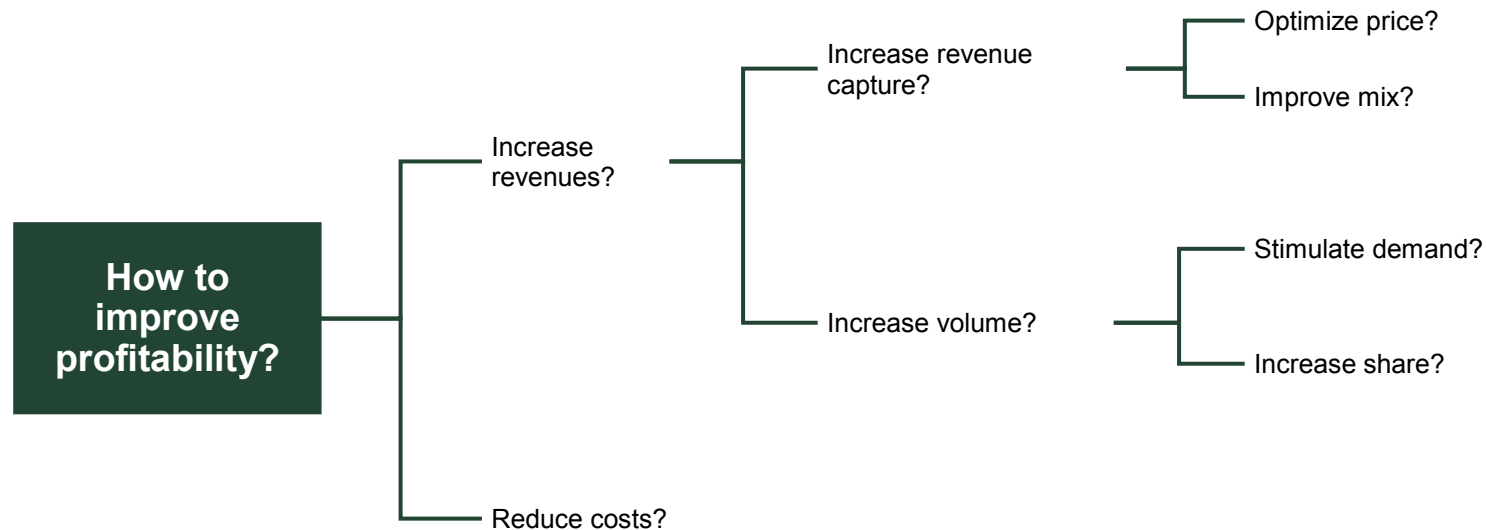 Optimize price?
Increase revenue
capture?
Improve mix?
Increase
revenues?
How to
improve
profitability?
Stimulate demand?
Increase volume?
Increase share?
Reduce costs?